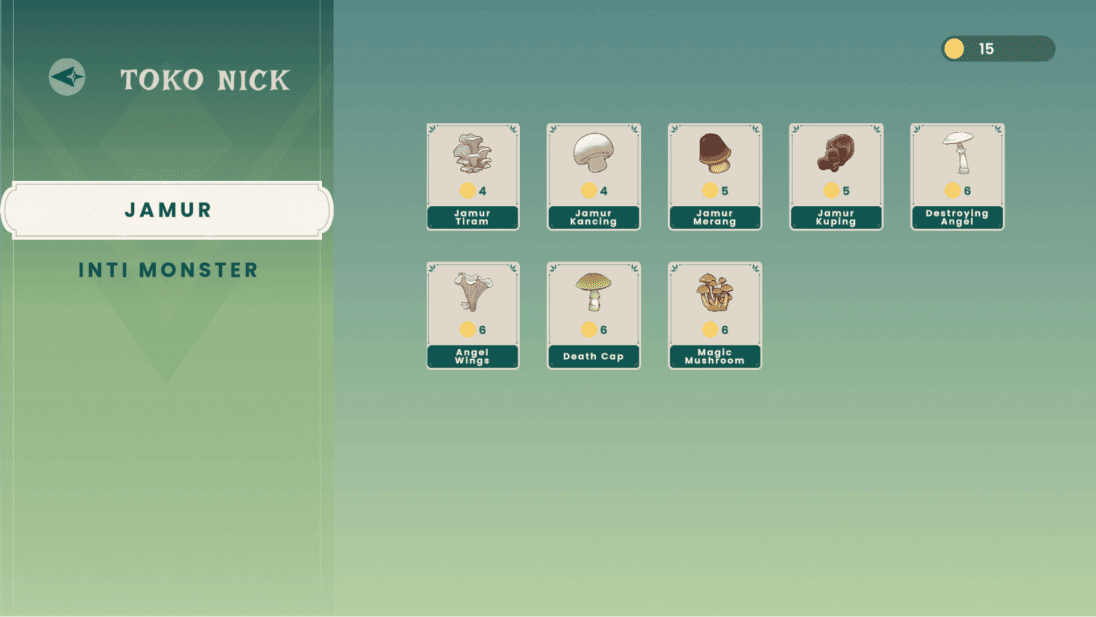 TOKO NICK
15
JAMUR
INTI MONSTER
4
Jamur
Tiram
4
Jamur
Kancing
5
Jamur
Merang
5
Jamur
Kuping
6
Destroying
Angel
6
Angel
Wings
6
Death Cap
6
Magic
Mushroom